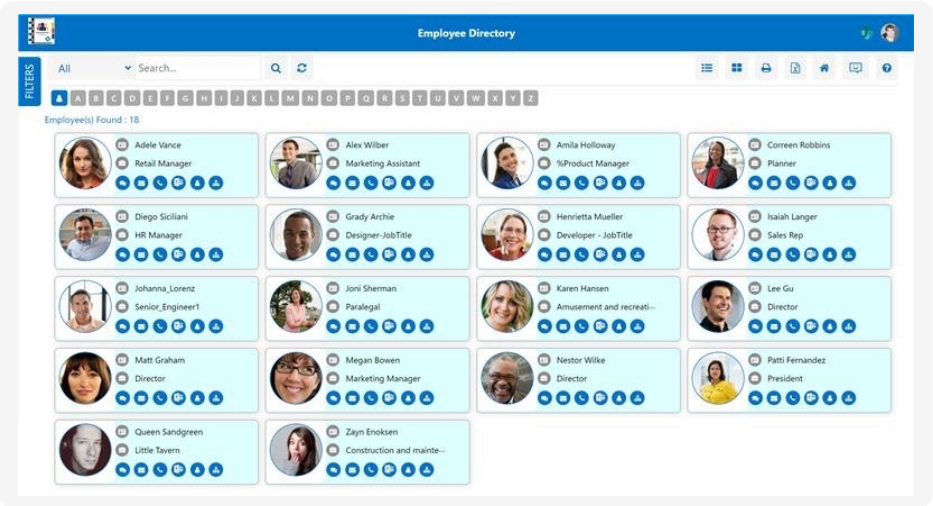 Employee Directory
FILTERS
All Search...
A B C D E F G H I J K L M N O P Q R S T U V W X Y Z
Employee(s) Found : 18
Adele Vance
Retail Manager
Alex Wilber
Marketing Assistant
Amila Holloway
%Product Manager
Correen Robbins
Planner
Diego Siciliani
HR Manager
Grady Archie
Designer-JobTitle
Henrietta Mueller
Developer - JobTitle
Isaiah Langer
Sales Rep
Johanna_Lorenz
Senior_Engineer1
Joni Sherman
Paralegal
Karen Hansen
Amusement and recreati...
Lee Gu
Director
Matt Graham
Director
Megan Bowen
Marketing Manager
Nestor Wilke
Director
Patti Fernandez
President
Queen Sandgreen
Little Tavern
Zayn Enoksen
Construction and mainte...